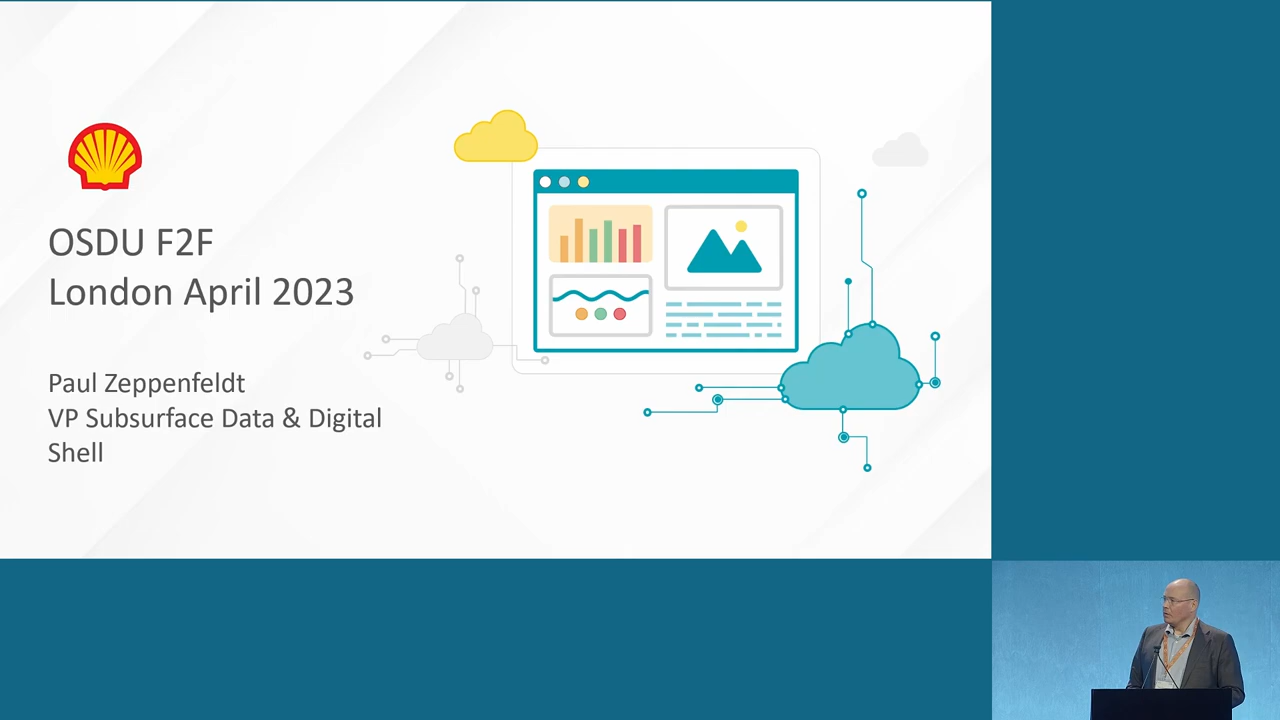 OSDU F2F
London April 2023
Paul Zeppenfeldt
VP Subsurface Data & Digital
Shell